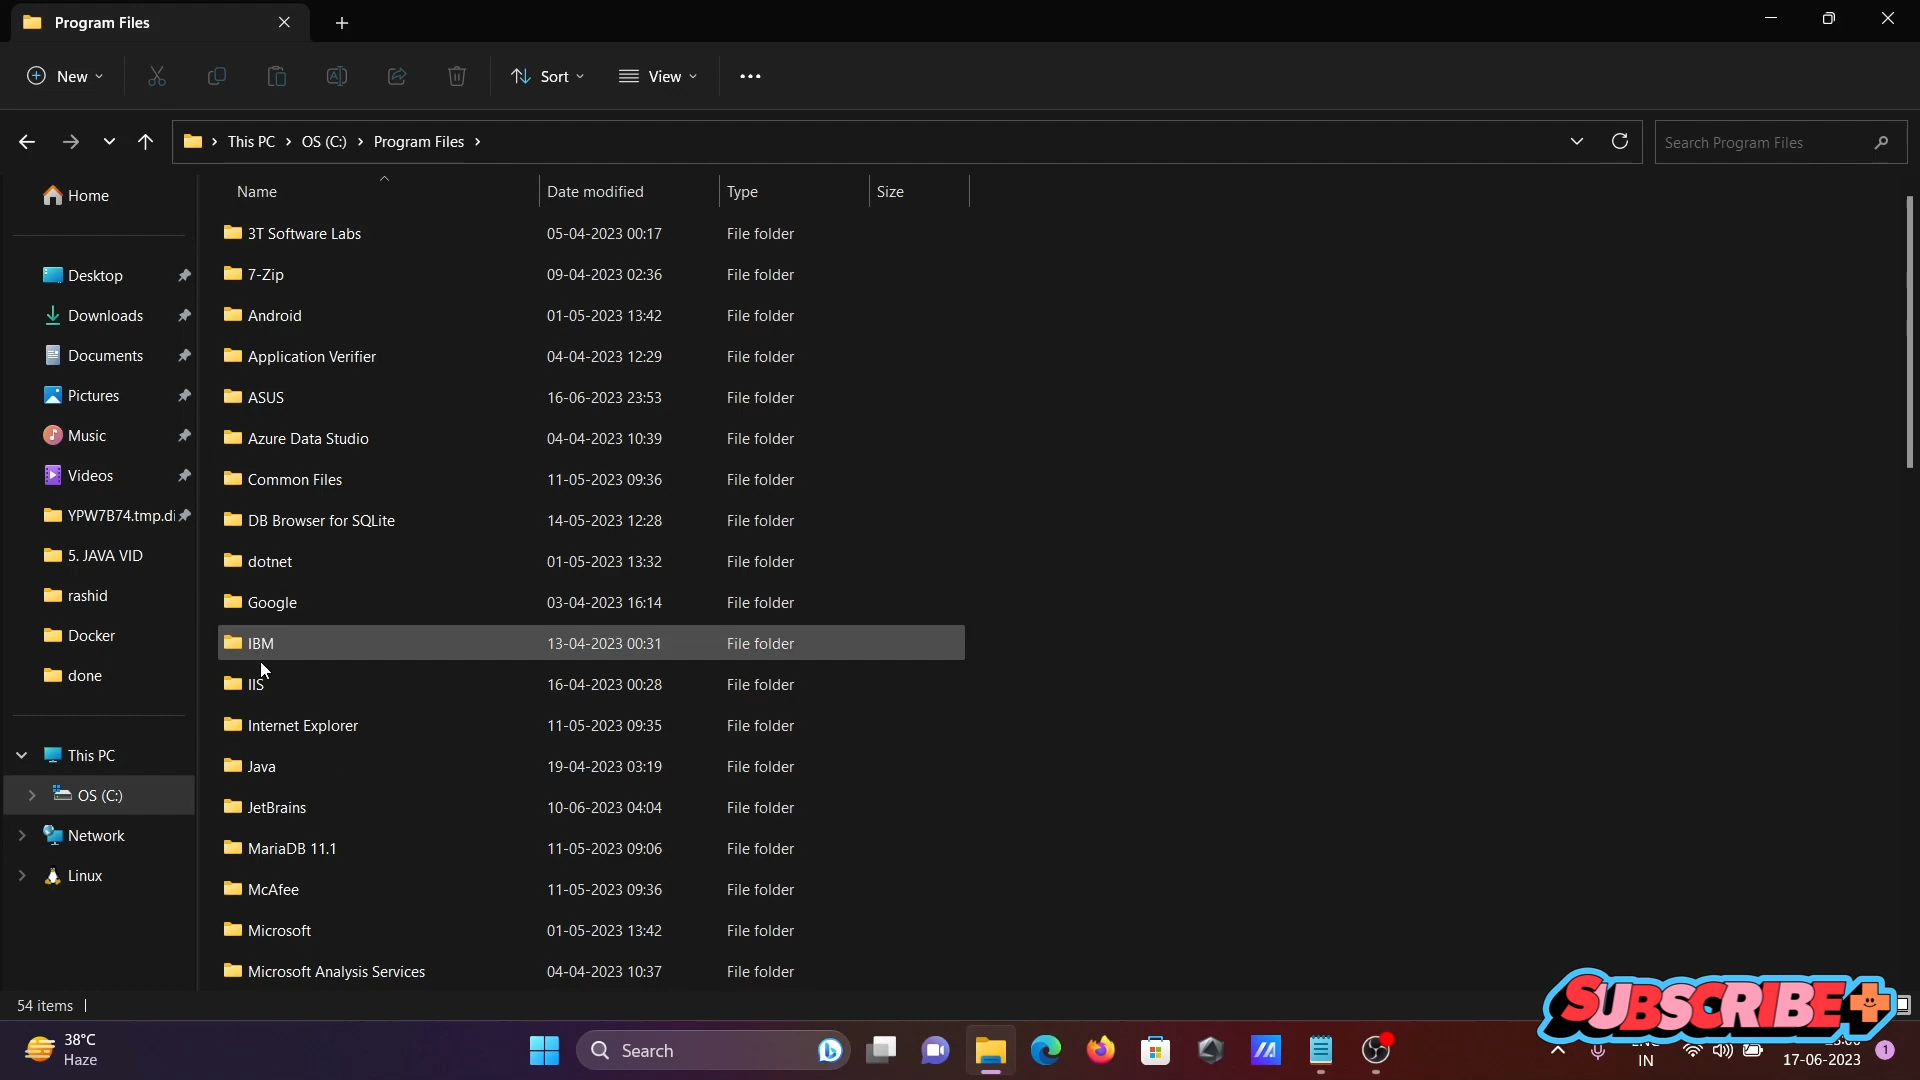 Program Files
New
Sort
View
This PC
OS (C:)
Program Files
Search Program Files
Name
Date modified
Type
Size
Home
Desktop
Downloads
Documents
Pictures
Music
Videos
YPW7B74.tmp.di
5. JAVA VID
rashid
Docker
done
This PC
OS (C:)
Network
Linux
3T Software Labs 05-04-2023 00:17 File folder
7-Zip 09-04-2023 02:36 File folder
Android 01-05-2023 13:42 File folder
Application Verifier 04-04-2023 12:29 File folder
ASUS 16-06-2023 23:53 File folder
Azure Data Studio 04-04-2023 10:39 File folder
Common Files 11-05-2023 09:36 File folder
DB Browser for SQLite 14-05-2023 12:28 File folder
dotnet 01-05-2023 13:32 File folder
Google 03-04-2023 16:14 File folder
IBM 13-04-2023 00:31 File folder
IIS 16-04-2023 00:28 File folder
Internet Explorer 11-05-2023 09:35 File folder
Java 19-04-2023 03:19 File folder
JetBrains 10-06-2023 04:04 File folder
MariaDB 11.1 11-05-2023 09:06 File folder
McAfee 11-05-2023 09:36 File folder
Microsoft 01-05-2023 13:42 File folder
Microsoft Analysis Services 04-04-2023 10:37 File folder
54 items
SUBSCRIBE
38°C
Haze
Search
IN
17-06-2023
1